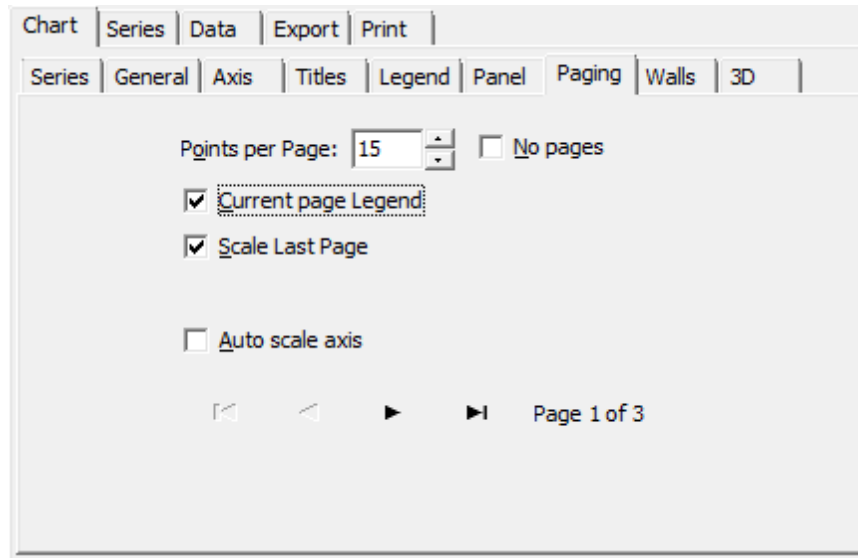 Chart Series Data Export Print
Series General Axis Titles Legend Panel Paging Walls 3D
Points per Page: 15 No pages
Current page Legend
Scale Last Page
Auto scale axis
Page 1 of 3